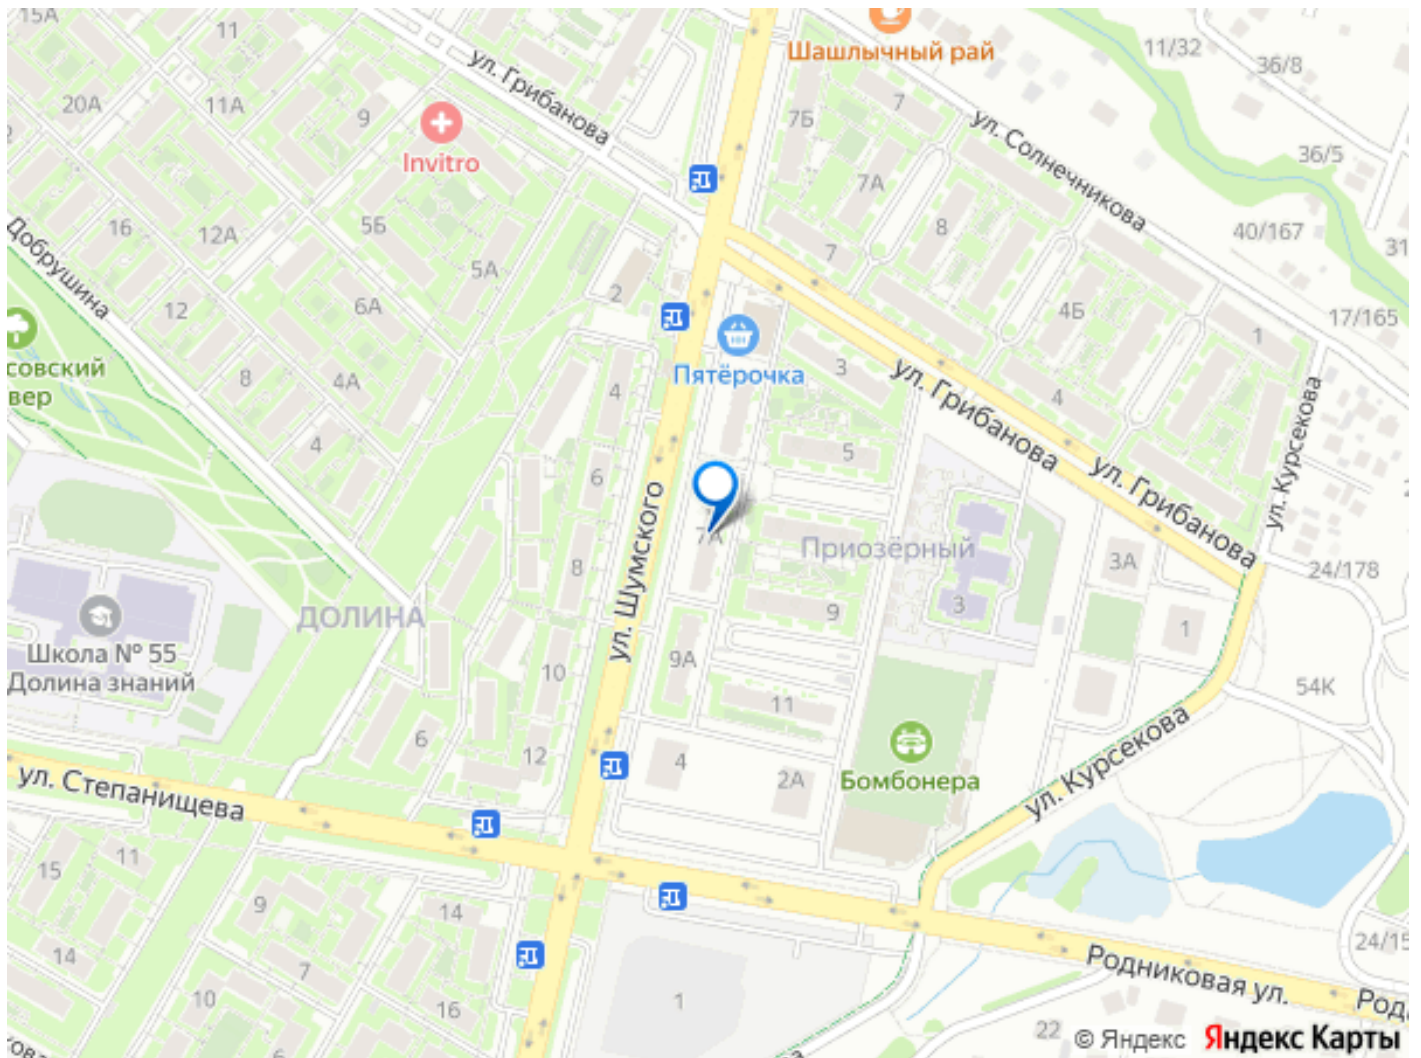 15А
11
Шашлычный рай
11/32
36/8
ул. Грибанова
20А
11А
9
Invitro
7Б
7
ул. Солнечникова
36/5
7А
Добрушина
16
12А
5Б
5А
8
7
40/167
31
12
6А
2
4Б
17/165
1
совский
вер
8
4А
4
Пятёрочка
3
ул. Грибанова
4
ул. Курсекова
4
6
5
ул. Грибанова
ул. Шумского
7А
Приозёрный
8
3А
24/178
ДОЛИНА
9
3
1
Школа № 55
Долина знаний
9А
10
11
54К
6
12
4
2А
Бомбонера
ул. Курсекова
ул. Степанищева
15
11
9
14
14
7
10
16
1
24/15
Родниковая ул.
Род
22
© Яндекс Яндекс Карты